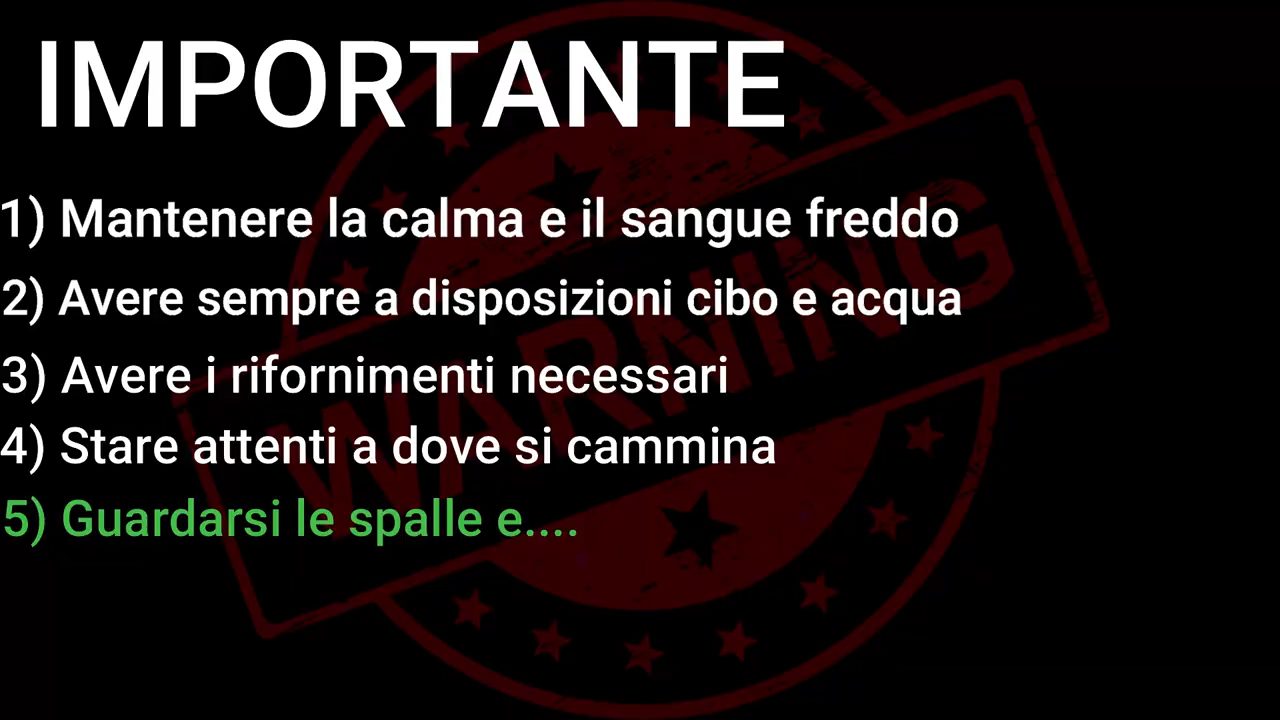 IMPORTANTE
1) Mantenere la calma e il sangue freddo
2) Avere sempre a disposizioni cibo e acqua
3) Avere i rifornimenti necessari
4) Stare attenti a dove si cammina
5) Guardarsi le spalle e....
WARNING